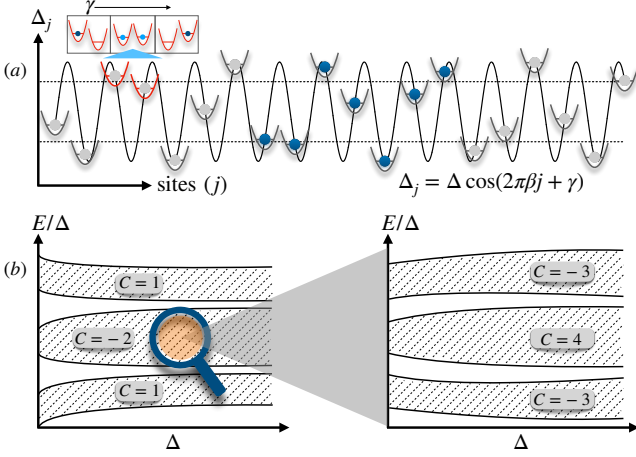 γ
Δ_j
(a)
sites (j)
Δ_j = Δ cos(2πβj + γ)
E/Δ
E/Δ
(b)
C = 1
C = −3
C = −2
C = 4
C = 1
C = −3
Δ
Δ